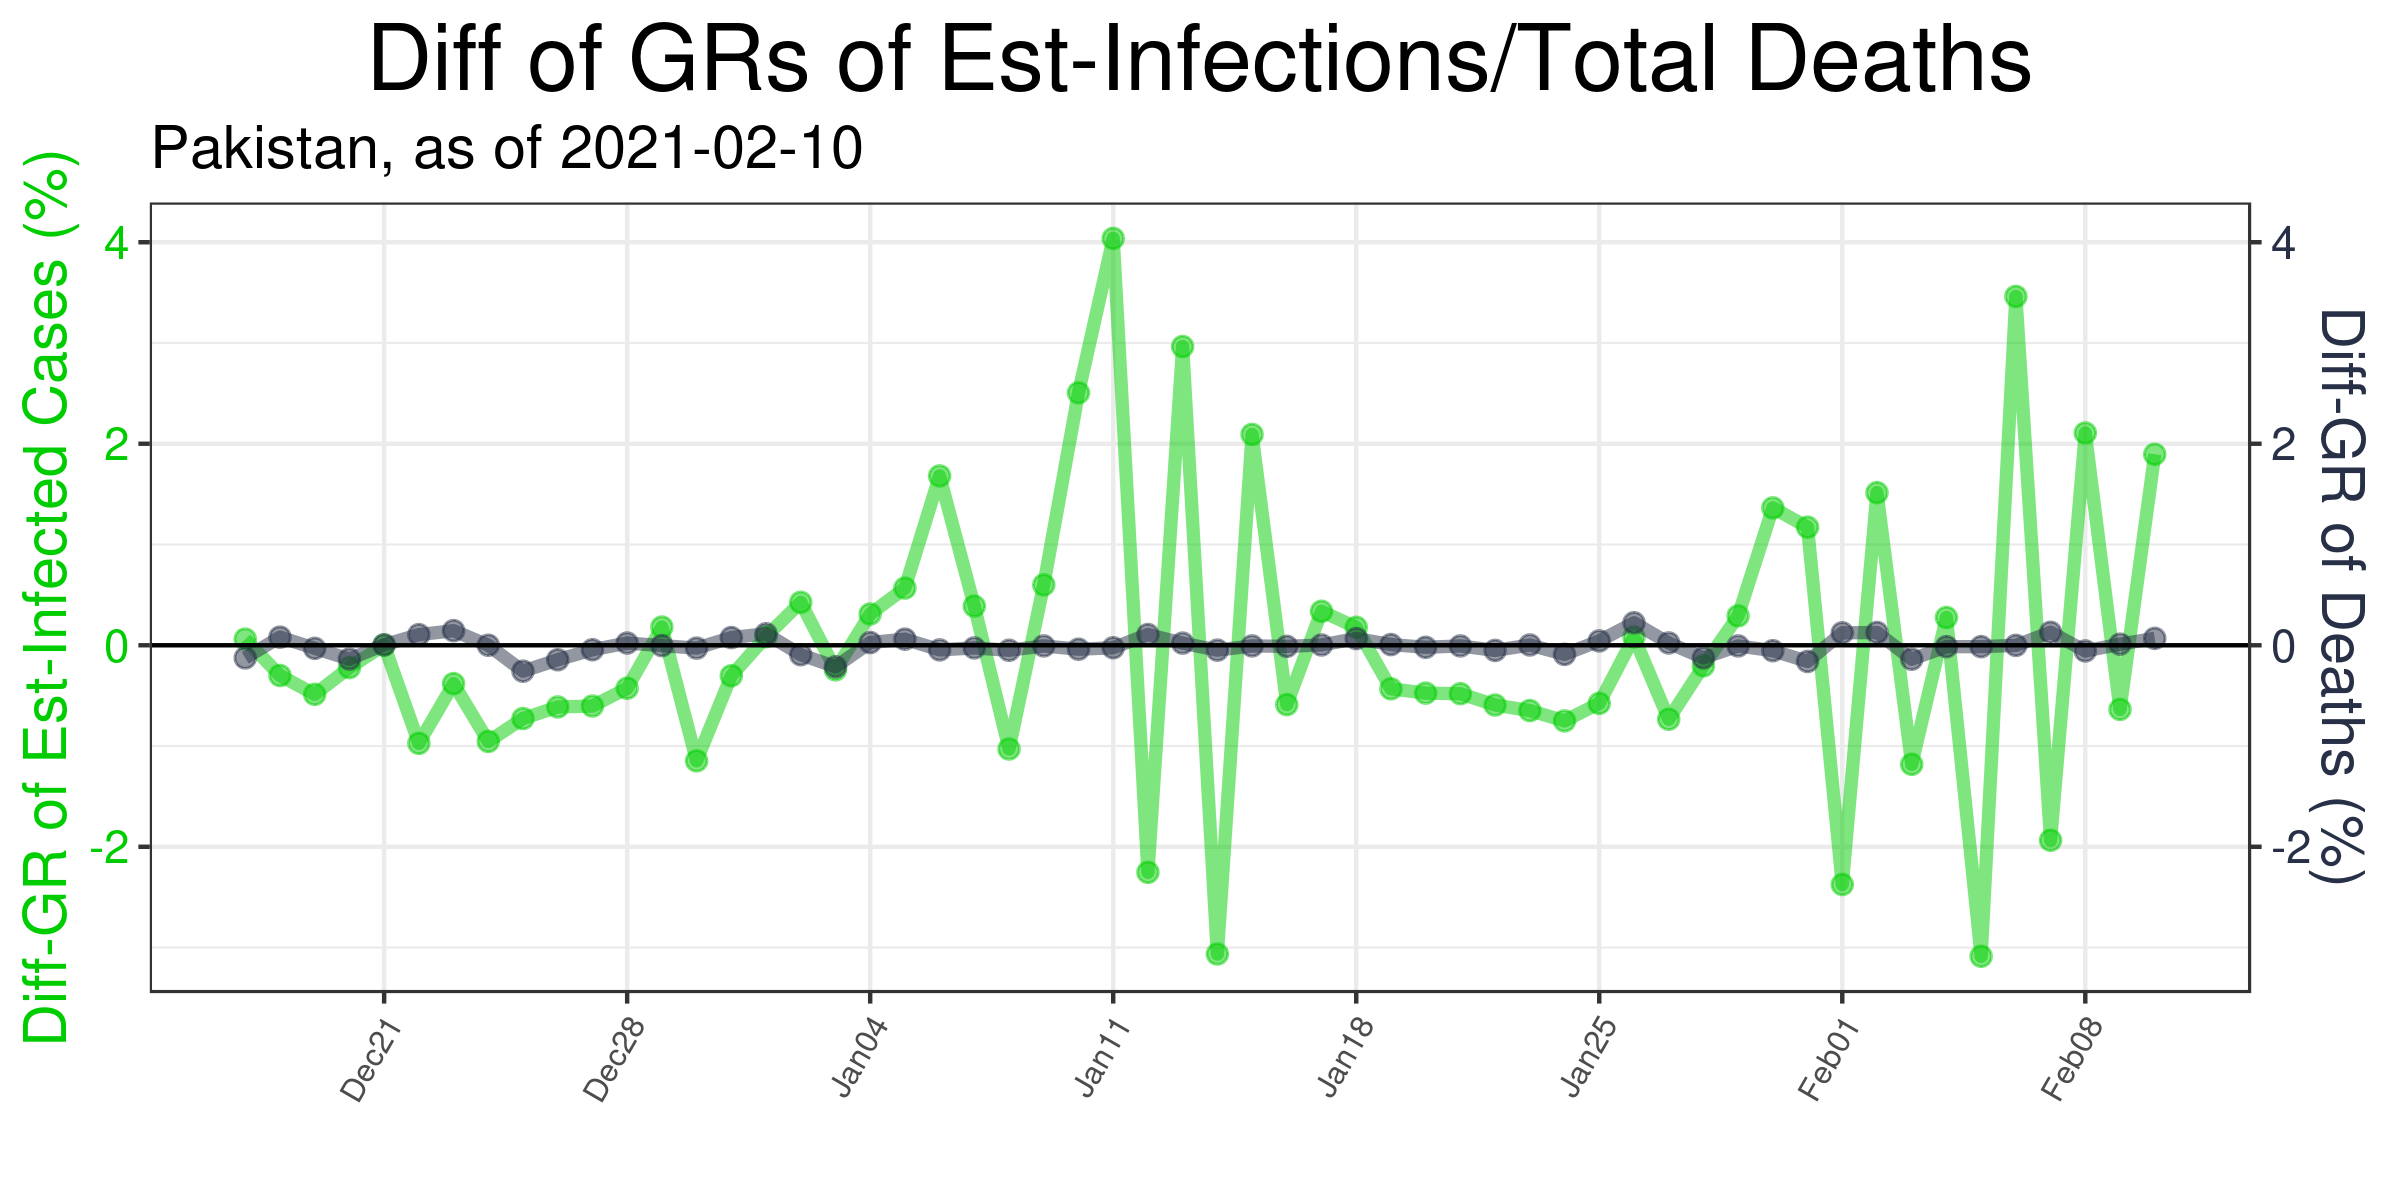 Diff of GRs of Est-Infections/Total Deaths
Pakistan, as of 2021-02-10
Diff-GR of Est-Infected Cases (%)
4
2
0
-2
4
2
0
-2
Diff-GR of Deaths (%)
Dec21
Dec28
Jan04
Jan11
Jan18
Jan25
Feb01
Feb08